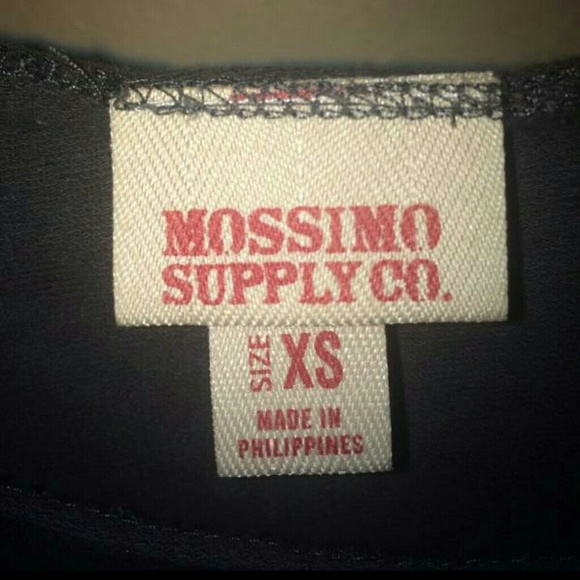 MOSSIMO
SUPPLY CO.
SIZE XS
MADE IN
PHILIPPINES